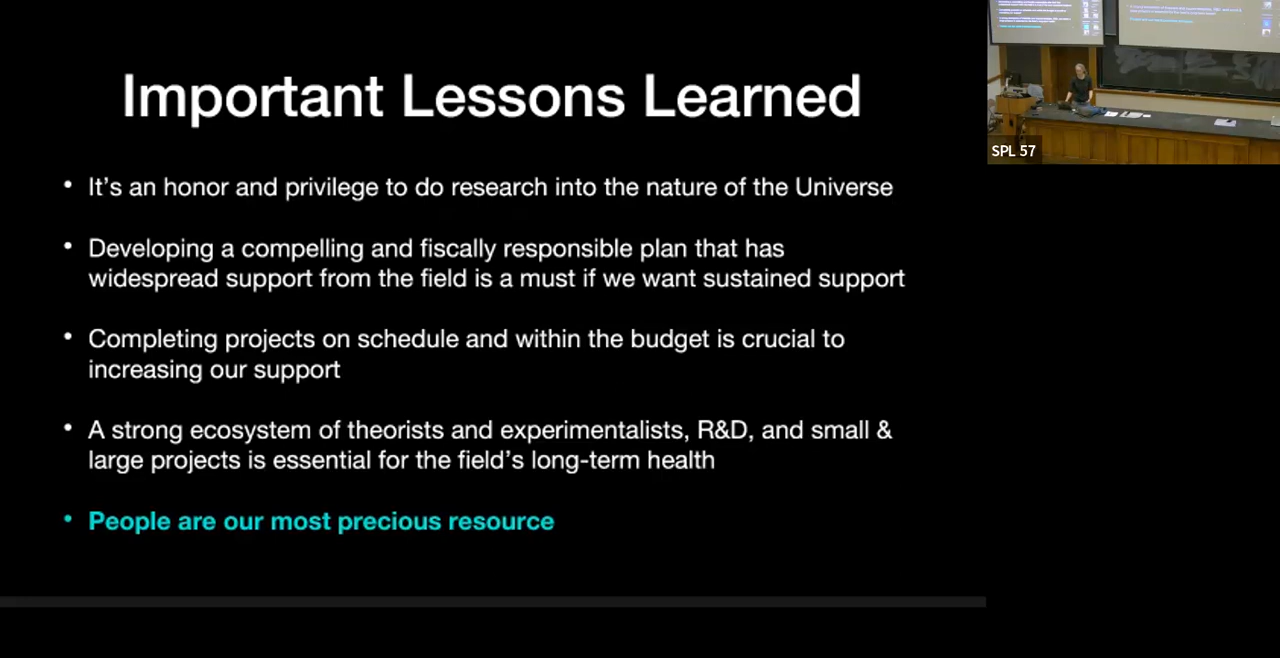 Important Lessons Learned
• It’s an honor and privilege to do research into the nature of the Universe
• Developing a compelling and fiscally responsible plan that has
widespread support from the field is a must if we want sustained support
• Completing projects on schedule and within the budget is crucial to
increasing our support
• A strong ecosystem of theorists and experimentalists, R&D, and small &
large projects is essential for the field’s long-term health
• People are our most precious resource
SPL 57